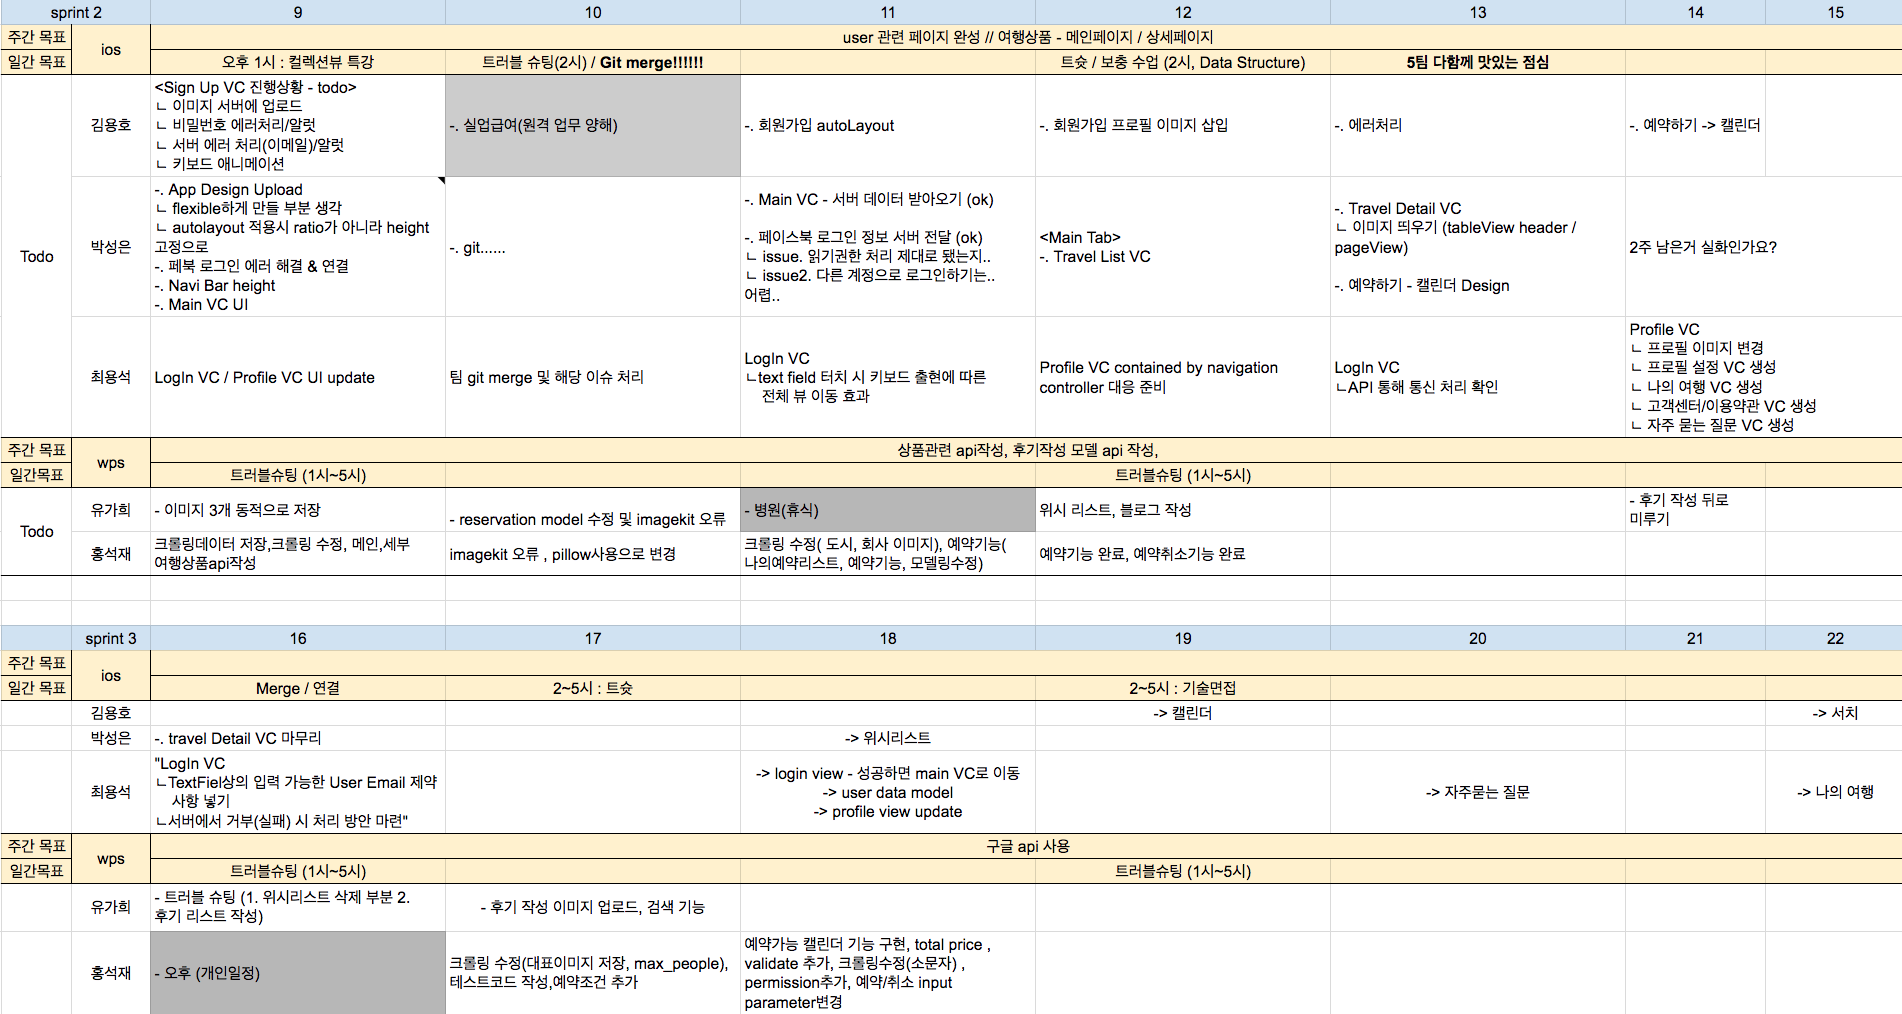 sprint 2 9 10 11 12 13 14 15
주간 목표 ios user 관련 페이지 완성 // 여행상품 - 메인페이지 / 상세페이지
일간 목표 오후 1시 : 컬렉션뷰 특강 트러블 슈팅(2시) / Git merge!!!!!! 트슛 / 보충 수업 (2시, Data Structure) 5팀 다함께 맛있는 점심
Todo
김용호
<Sign Up VC 진행상황 - todo>
ㄴ 이미지 서버에 업로드
ㄴ 비밀번호 에러처리/알럿
ㄴ 서버 에러 처리(이메일)/알럿
ㄴ 키보드 애니메이션
-. 실업급여(원격 업무 양해)
-. 회원가입 autoLayout
-. 회원가입 프로필 이미지 삽입
-. 에러처리
-. 예약하기 -> 캘린더
박성은
-. App Design Upload
ㄴ flexible하게 만들 부분 생각
ㄴ autolayout 적용시 ratio가 아니라 height
고정으로
-. 페북 로그인 에러 해결 & 연결
-. Navi Bar height
-. Main VC UI
-. git......
-. Main VC - 서버 데이터 받아오기 (ok)
-. 페이스북 로그인 정보 서버 전달 (ok)
ㄴ issue. 읽기권한 처리 제대로 됐는지..
ㄴ issue2. 다른 계정으로 로그인하기는..
어렵..
<Main Tab>
-. Travel List VC
-. Travel Detail VC
ㄴ 이미지 띄우기 (tableView header /
pageView)
-. 예약하기 - 캘린더 Design
2주 남은거 실화인가요?
최용석
LogIn VC / Profile VC UI update
팀 git merge 및 해당 이슈 처리
LogIn VC
ㄴtext field 터치 시 키보드 출현에 따른
전체 뷰 이동 효과
Profile VC contained by navigation
controller 대응 준비
LogIn VC
ㄴAPI 통해 통신 처리 확인
Profile VC
ㄴ 프로필 이미지 변경
ㄴ 프로필 설정 VC 생성
ㄴ 나의 여행 VC 생성
ㄴ 고객센터/이용약관 VC 생성
ㄴ 자주 묻는 질문 VC 생성
주간 목표 wps 상품관련 api작성, 후기작성 모델 api 작성,
일간목표 트러블슈팅 (1시~5시) 트러블슈팅 (1시~5시)
Todo
유가희
- 이미지 3개 동적으로 저장
- reservation model 수정 및 imagekit 오류
- 병원(휴식)
위시 리스트, 블로그 작성
- 후기 작성 뒤로
미루기
홍석재
크롤링데이터 저장,크롤링 수정, 메인,세부
여행상품api작성
imagekit 오류 , pillow사용으로 변경
크롤링 수정( 도시, 회사 이미지), 예약기능(
나의예약리스트, 예약기능, 모델링수정)
예약기능 완료, 예약취소기능 완료
sprint 3 16 17 18 19 20 21 22
주간 목표 ios
일간 목표 Merge / 연결 2~5시 : 트슛 2~5시 : 기술면접
김용호 -> 캘린더 -> 서치
박성은 -. travel Detail VC 마무리 -> 위시리스트
최용석
"LogIn VC
ㄴTextFiel상의 입력 가능한 User Email 제약
사항 넣기
ㄴ서버에서 거부(실패) 시 처리 방안 마련"
-> login view - 성공하면 main VC로 이동
-> user data model
-> profile view update
-> 자주묻는 질문
-> 나의 여행
주간 목표 wps 구글 api 사용
일간목표 트러블슈팅 (1시~5시) 트러블슈팅 (1시~5시)
유가희
- 트러블 슈팅 (1. 위시리스트 삭제 부분 2.
후기 리스트 작성)
- 후기 작성 이미지 업로드, 검색 기능
홍석재
- 오후 (개인일정)
크롤링 수정(대표이미지 저장, max_people),
테스트코드 작성,예약조건 추가
예약가능 캘린더 기능 구현, total price ,
validate 추가, 크롤링수정(소문자) ,
permission추가, 예약/취소 input
parameter변경